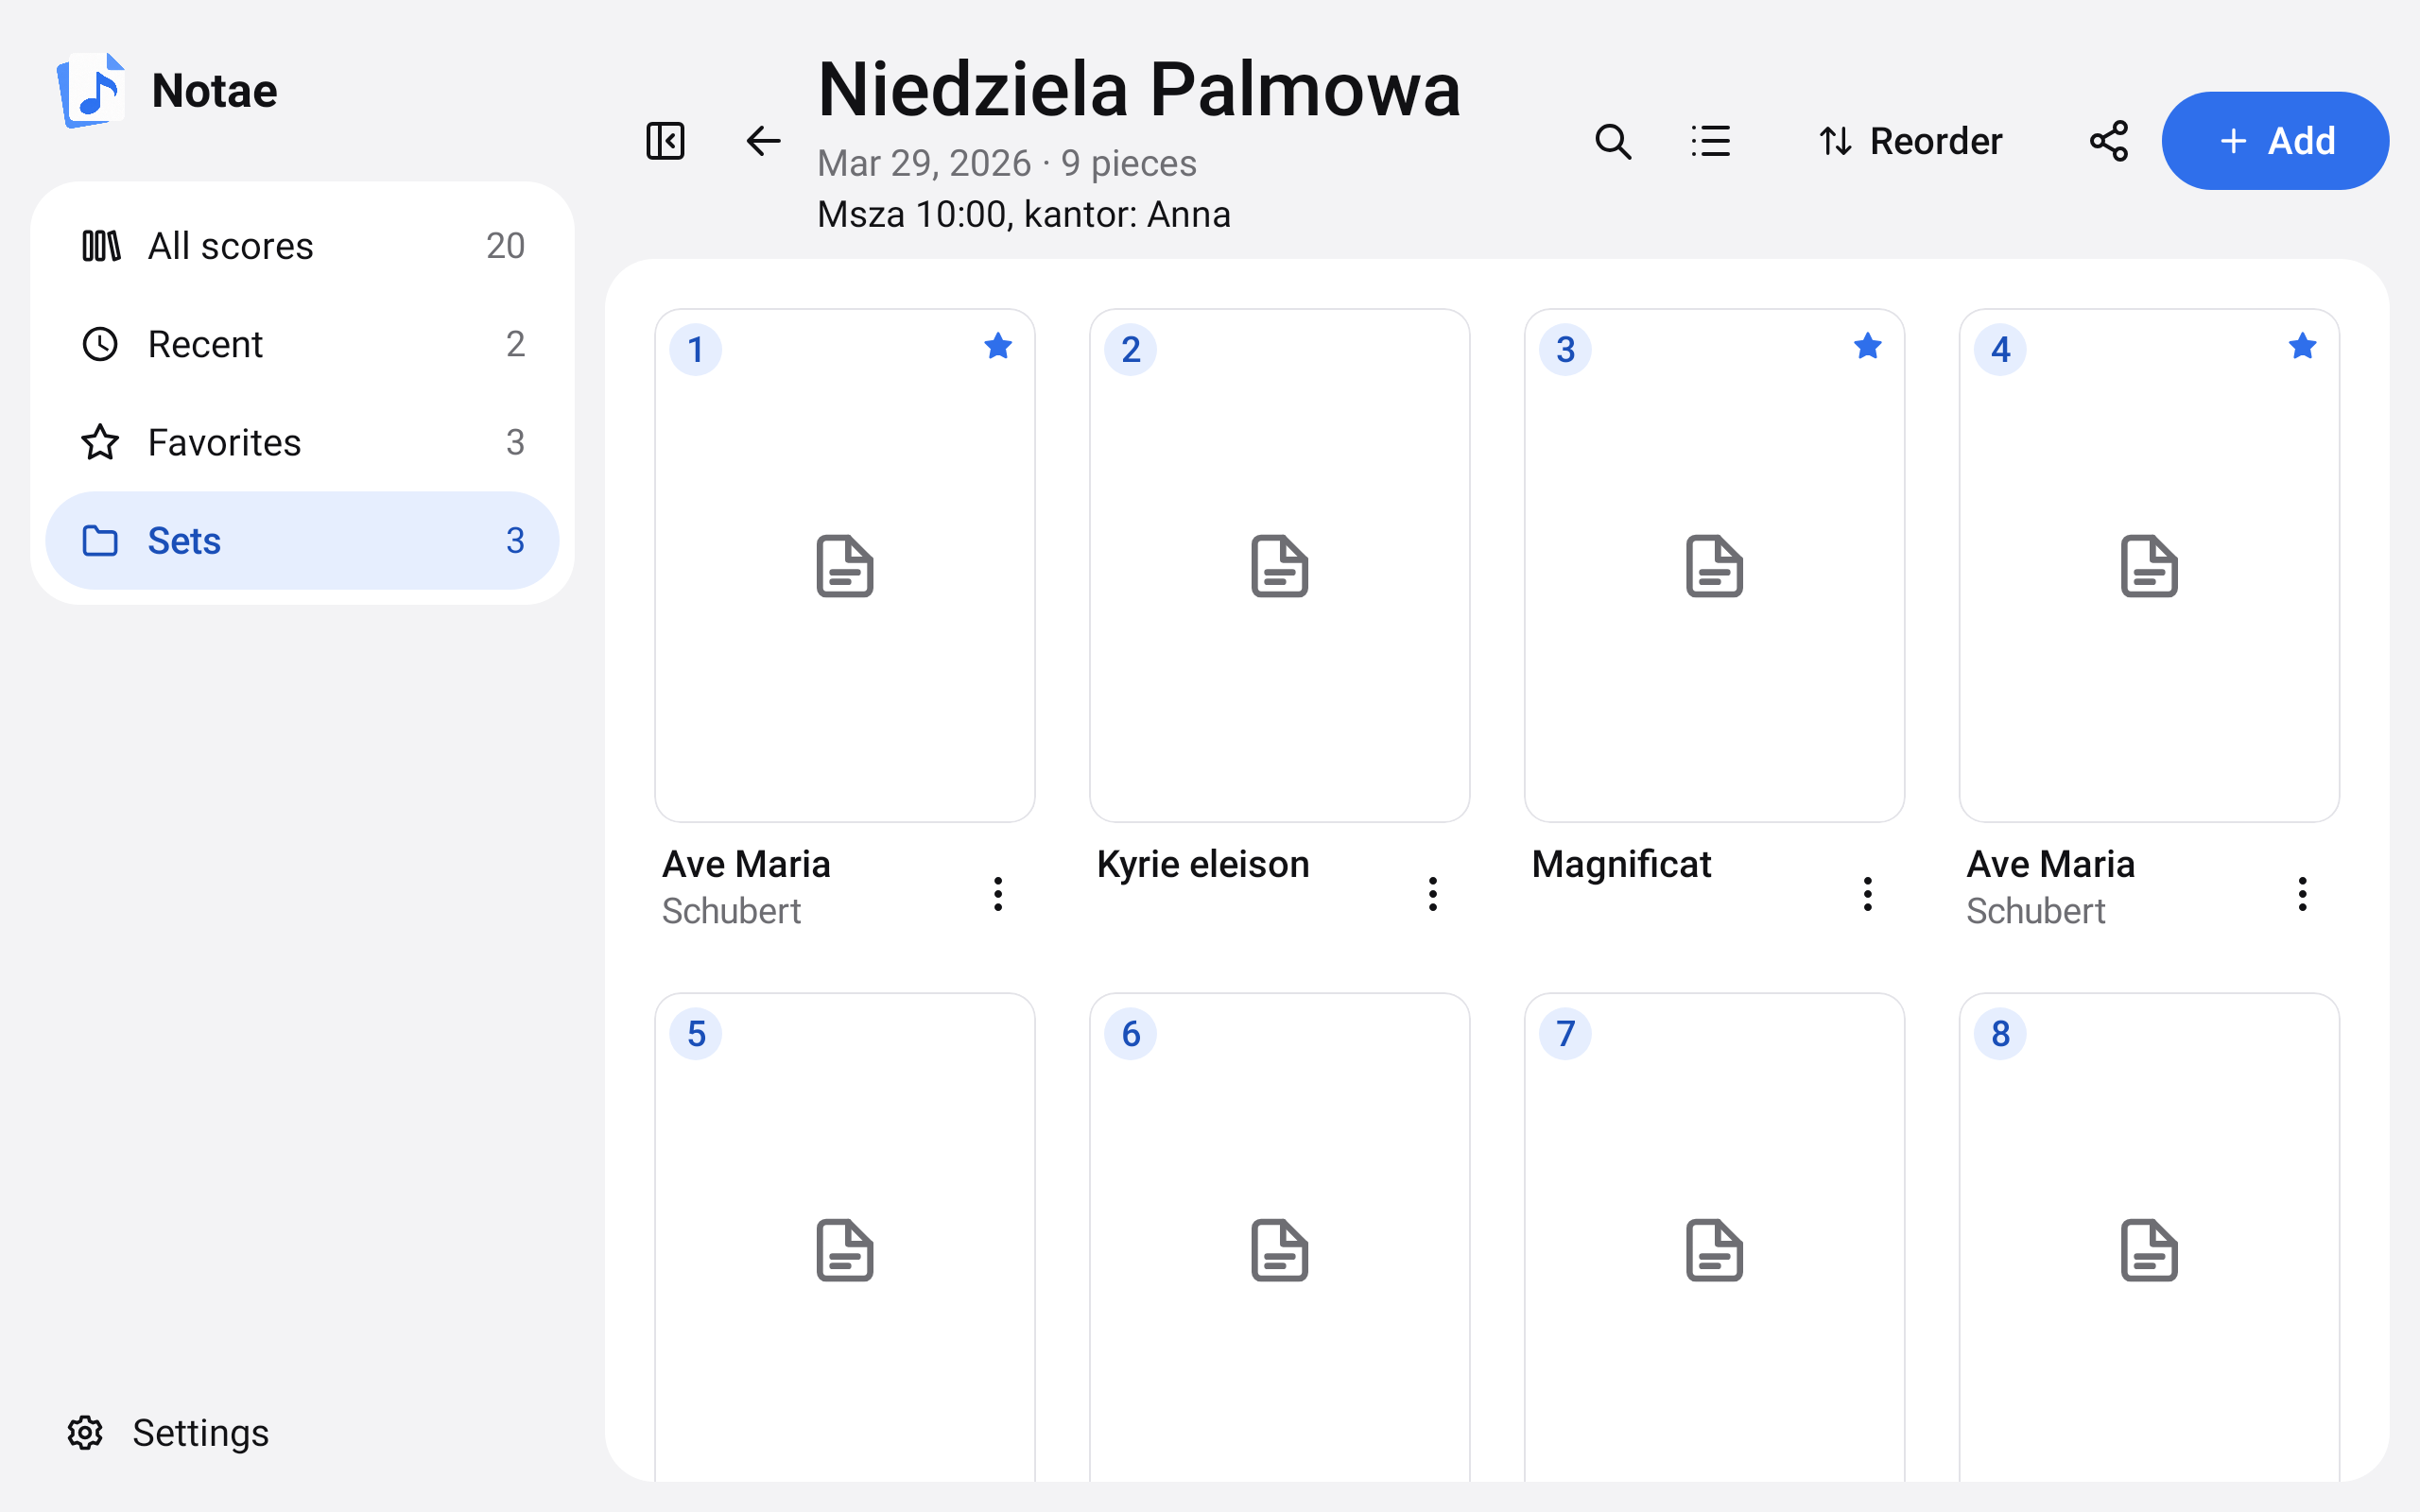 Notae
All scores 20
Recent 2
Favorites 3
Sets 3
Settings
Niedziela Palmowa
Mar 29, 2026 · 9 pieces
Msza 10:00, kantor: Anna
Reorder
+ Add
1
2
3
4
Ave Maria
Schubert
Kyrie eleison
Magnificat
Ave Maria
Schubert
5
6
7
8